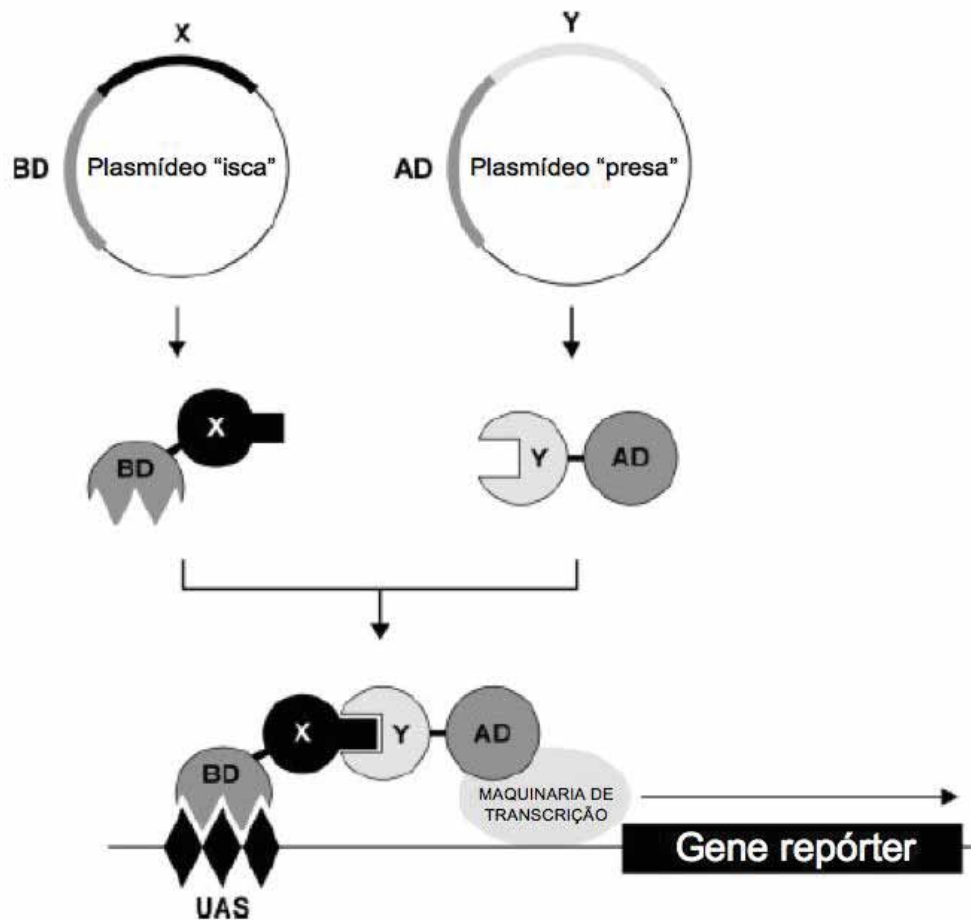 X
Y
BD
Plasmídeo “isca”
AD
Plasmídeo “presa”
X
BD
Y
AD
X
Y
AD
BD
MAQUINARIA DE
TRANSCRIÇÃO
Gene repórter
UAS